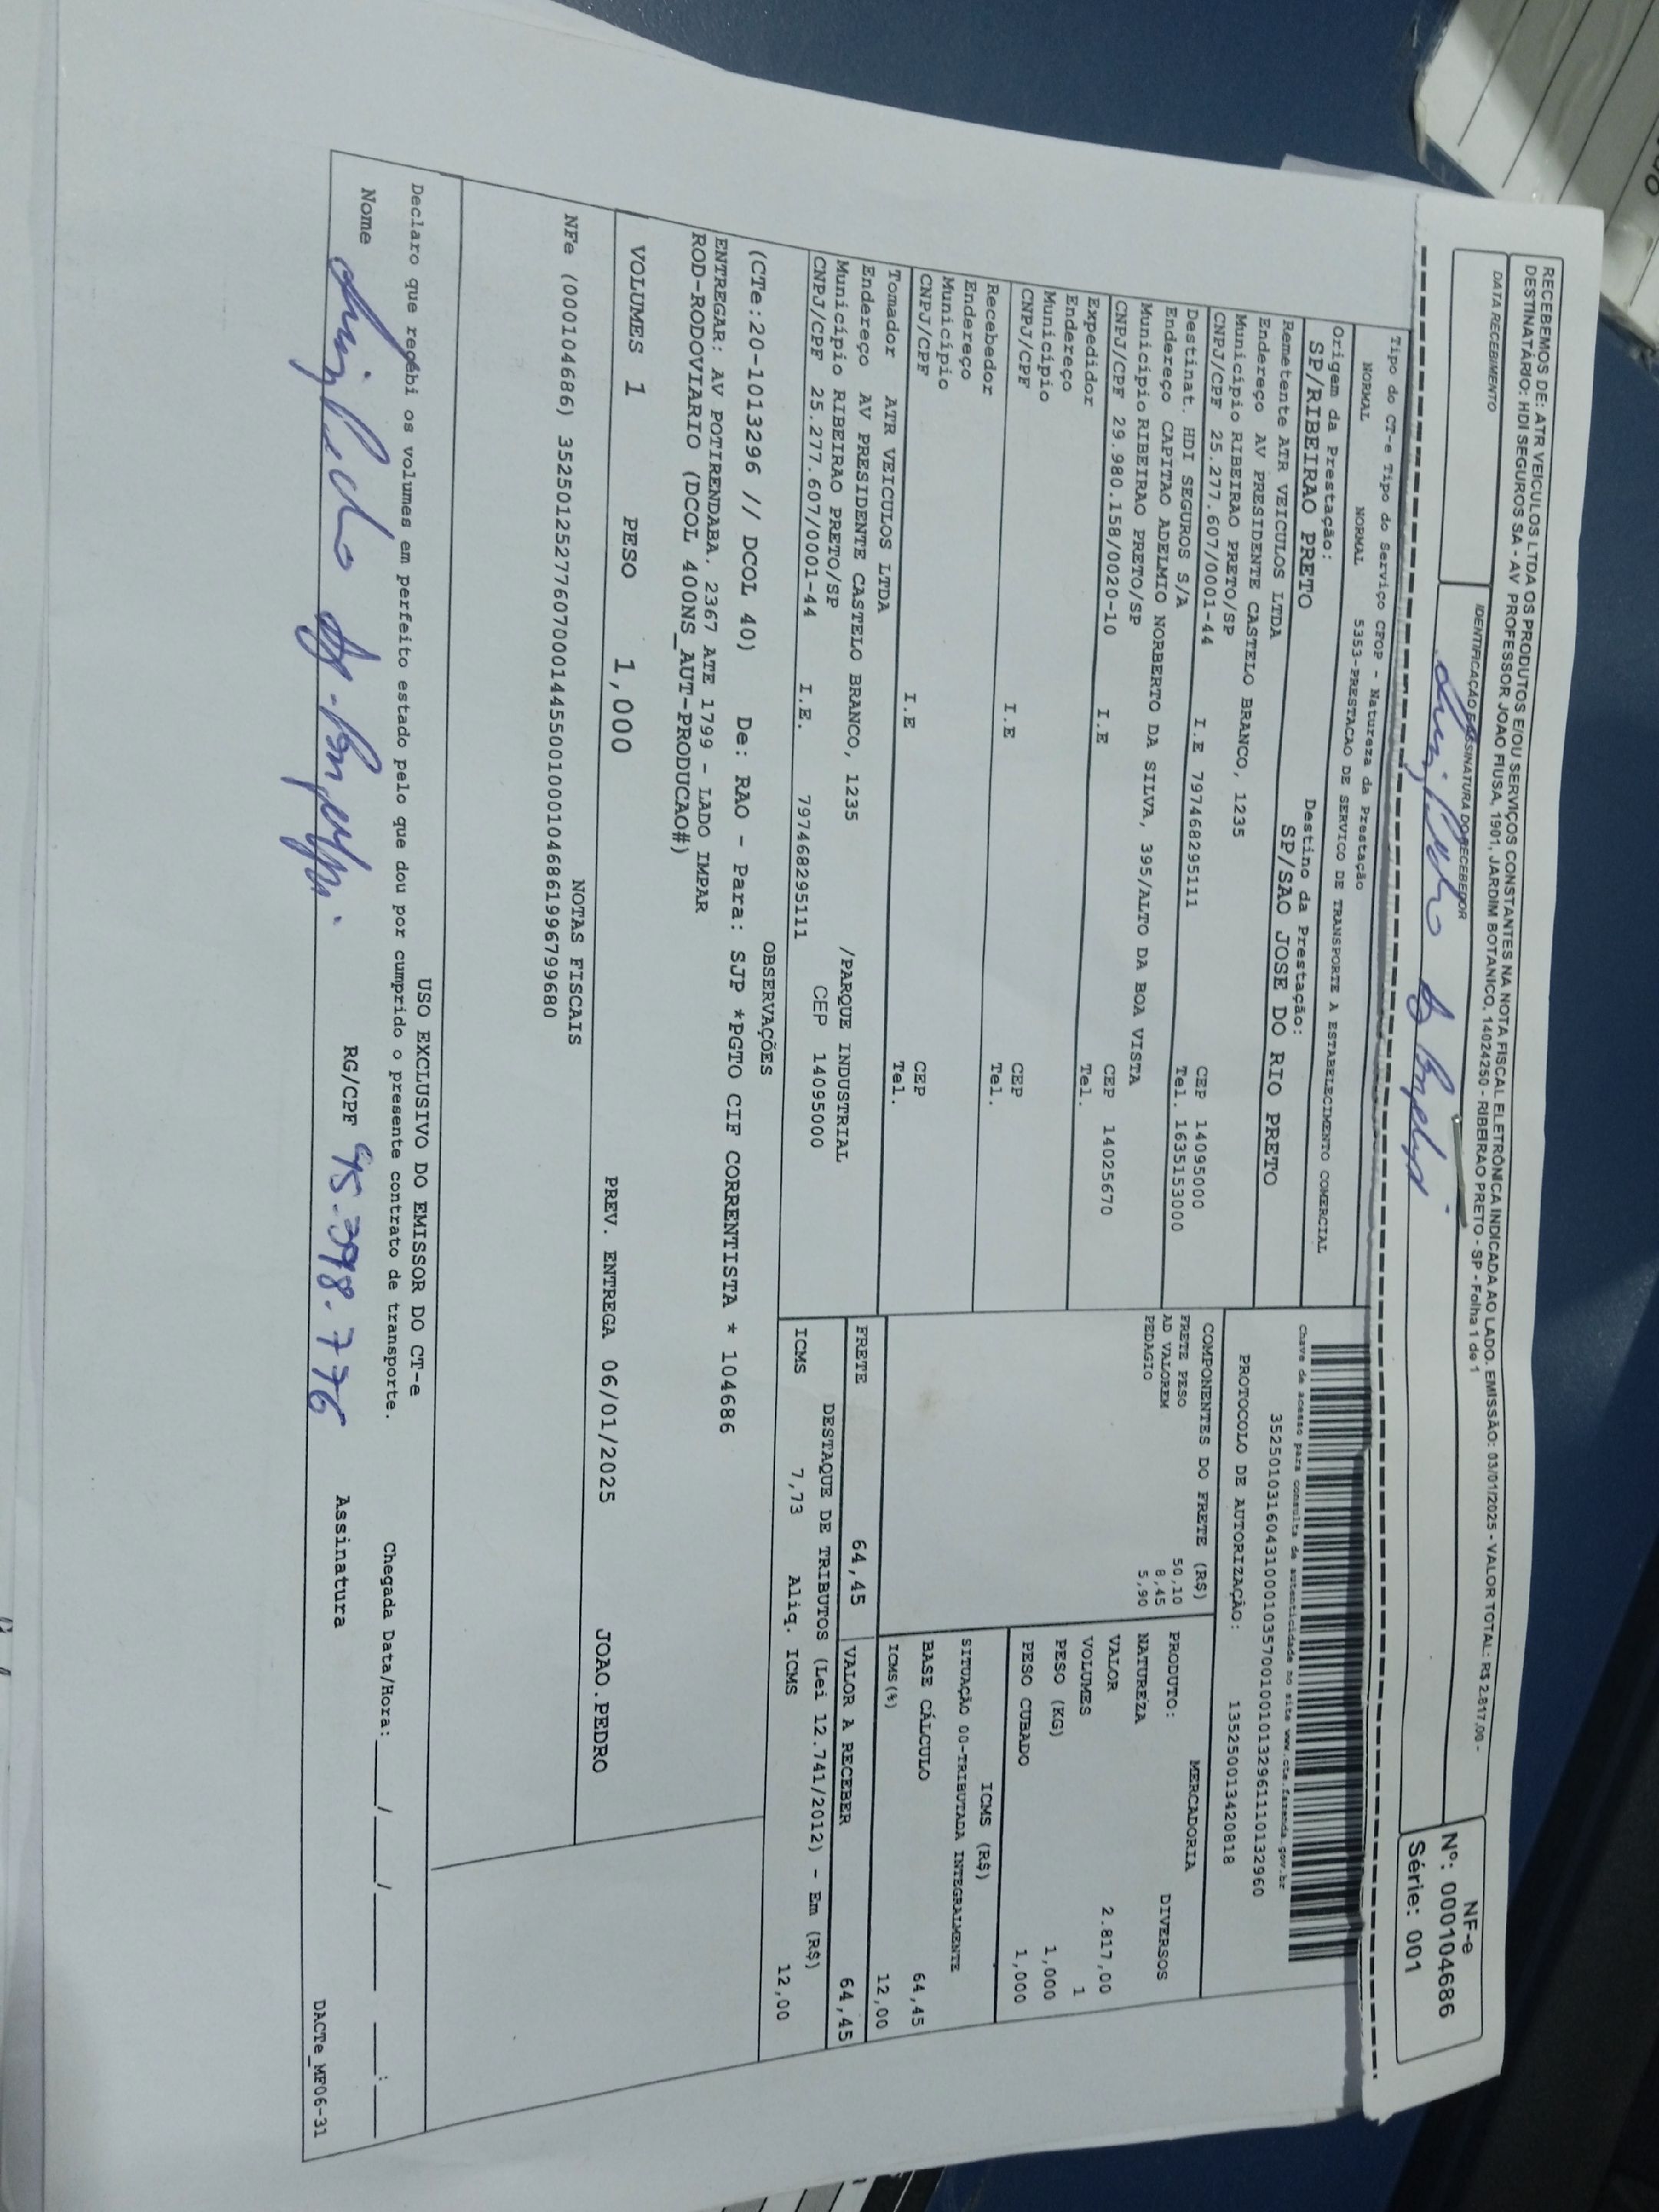 RECEBEMOS DE: ATR VEICULOS LTDA OS PRODUTOS E/OU SERVIÇOS CONSTANTES NA NOTA FISCAL ELETRÔNICA INDICADA AO LADO. EMISSÃO: 03/01/2025 - VALOR TOTAL: R$ 2.817,00 -
DESTINATÁRIO: HDI SEGUROS SA - AV PROFESSOR JOAO FIUSA, 1901, JARDIM BOTANICO, 14024260 - RIBEIRAO PRETO - SP - Folha 1 de 1
NF-e
Nº: 000104686
Série: 001
DATA RECEBIMENTO
IDENTIFICAÇÃO E ASSINATURA DO RECEBEDOR
Tipo do CT-e Tipo do Serviço CFOP - Natureza da Prestação
NORMAL NORMAL 5353-PRESTACAO DE SERVICO DE TRANSPORTE A ESTABELECIMENTO COMERCIAL
Origem da Prestação: Destino da Prestação:
SP/RIBEIRAO PRETO SP/SAO JOSE DO RIO PRETO
Chave de acesso para consulta de autenticidade no site www.cte.fazenda.gov.br
35250103160431000103570010010132961110132960
PROTOCOLO DE AUTORIZAÇÃO: 135250013420818
Remetente ATR VEICULOS LTDA
Endereço AV PRESIDENTE CASTELO BRANCO, 1235
Município RIBEIRAO PRETO/SP CEP 14095000
CNPJ/CPF 25.277.607/0001-44 I.E 797468295111 Tel. 1635153000
Destinat. HDI SEGUROS S/A
Endereço CAPITAO ADELMIO NORBERTO DA SILVA, 395/ALTO DA BOA VISTA
Município RIBEIRAO PRETO/SP CEP 14025670
CNPJ/CPF 29.980.158/0020-10 I.E Tel.
Expedidor
Endereço
Município CEP
CNPJ/CPF I.E Tel.
Recebedor
Endereço
Município CEP
CNPJ/CPF I.E Tel.
Tomador ATR VEICULOS LTDA
Endereço AV PRESIDENTE CASTELO BRANCO, 1235 /PARQUE INDUSTRIAL
Município RIBEIRAO PRETO/SP CEP 14095000
CNPJ/CPF 25.277.607/0001-44 I.E. 797468295111
COMPONENTES DO FRETE (R$)
FRETE PESO 50,10
AD VALOREM 8,45
PEDAGIO 5,90
MERCADORIA
PRODUTO: DIVERSOS
NATUREZA
VALOR 2.817,00
VOLUMES 1
PESO (KG) 1,000
PESO CUBADO 1,000
ICMS (R$)
SITUAÇÃO 00-TRIBUTADA INTEGRALMENTE
BASE CÁLCULO 64,45
ICMS(%) 12,00
FRETE 64,45 VALOR A RECEBER 64,45
DESTAQUE DE TRIBUTOS (Lei 12.741/2012) - Em (R$)
ICMS 7,73 Aliq. ICMS 12,00
OBSERVAÇÕES
(CTe:20-1013296 // DCOL 40) De: RAO - Para: SJP *PGTO CIF CORRENTISTA * 104686
ENTREGAR: AV POTIRENDABA. 2367 ATE 1799 - LADO IMPAR
ROD-RODOVIARIO (DCOL 400NS_AUT-PRODUCAO#)
VOLUMES 1 PESO 1,000 PREV. ENTREGA 06/01/2025 JOAO.PEDRO
NOTAS FISCAIS
NFe (000104686) 35250125277607000144550010001046861996799680
USO EXCLUSIVO DO EMISSOR DO CT-e
Declaro que recebi os volumes em perfeito estado pelo que dou por cumprido o presente contrato de transporte. Chegada Data/Hora: ___/___/_____ ___:___
Nome RG/CPF 45.398.776 Assinatura
DACTe_MF06-31